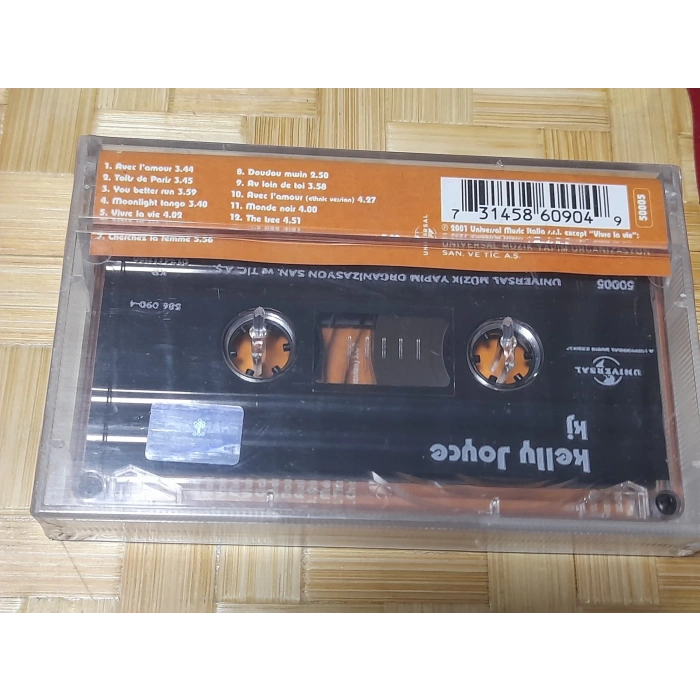 1. Avec l'amour 3.44
2. Toits de Paris 3.45
3. You better run 3.59
4. Moonlight tango 3.40
5. Vivre la vie 4.02
7. Cherchez la femme 3.56
8. Doudou mwin 2.50
9. Au loin de toi 3.58
10. Avec l'amour (ethnic version) 4.27
11. Monde nois 4.00
12. The tree 4.51
UNIVERSAL
7 31458 60904 9
50005
℗ 2001 Universal Music Italia s.r.l. except "Vivre la vie":
UNIVERSAL MÜZİK YAPIM ORGANİZASYON
SAN. VE TİC. A.Ş.
UNIVERSAL MÜZİK YAPIM ORGANİZASYON SAN. VE TİC. A.Ş.
50005
586 090-4
UNIVERSAL
Kelly Joyce
kj